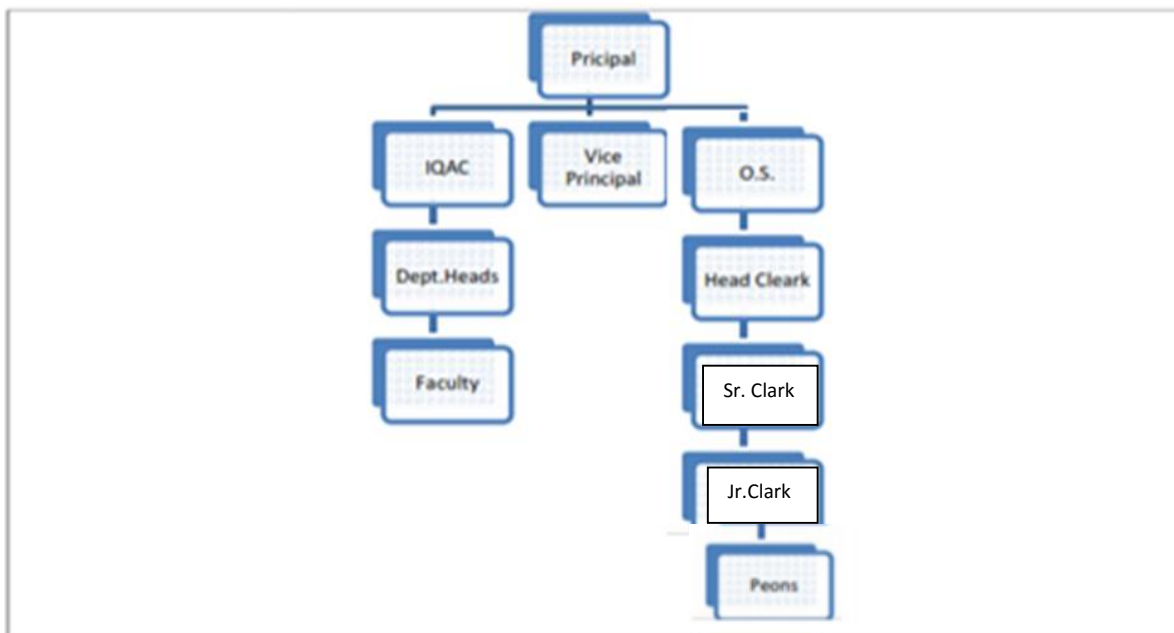 Pricipal
IQAC
Vice
Principal
O.S.
Dept.Heads
Head Cleark
Faculty
Sr. Clark
Jr.Clark
Peons